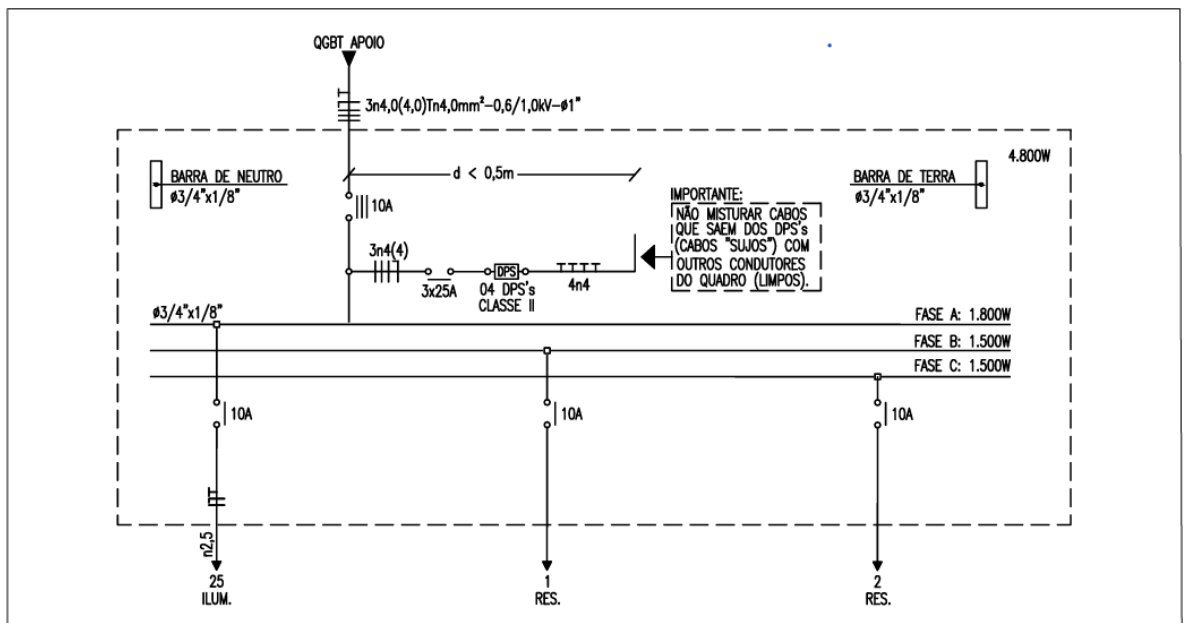 QGBT APOIO
3n4,0(4,0)Tn4,0mm²-0,6/1,0kV-ø1"
4.800W
BARRA DE NEUTRO
ø3/4"x1/8"
d < 0,5m
BARRA DE TERRA
ø3/4"x1/8"
10A
IMPORTANTE:
NÃO MISTURAR CABOS
QUE SAEM DOS DPS's
(CABOS "SUJOS") COM
OUTROS CONDUTORES
DO QUADRO (LIMPOS).
3n4(4)
3x25A
DPS
04 DPS's
CLASSE II
4n4
ø3/4"x1/8"
FASE A: 1.800W
FASE B: 1.500W
FASE C: 1.500W
10A
10A
10A
n2,5
25
ILUM.
1
RES.
2
RES.